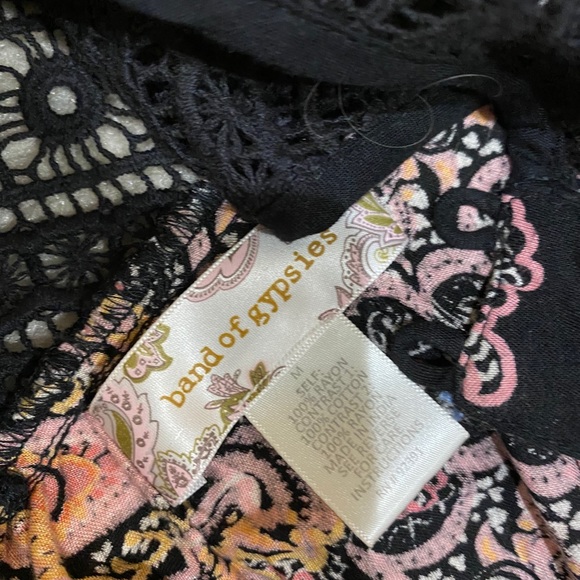 band of gypsies
M
SELF:
100% RAYON
CONTRAST 1:
100% COTTON
CONTRAST 2:
100% RAYON
MADE IN INDIA
SELL REVERSE
FOR CARE
INSTRUCTIONS